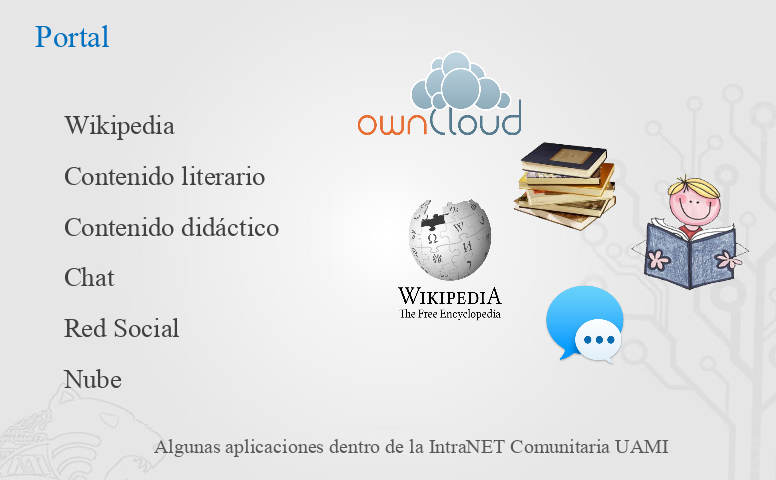 Portal
Wikipedia
Contenido literario
Contenido didáctico
Chat
Red Social
Nube
ownCloud
Ω
W
И
WIKIPEDIA
The Free Encyclopedia
Algunas aplicaciones dentro de la IntraNET Comunitaria UAMI